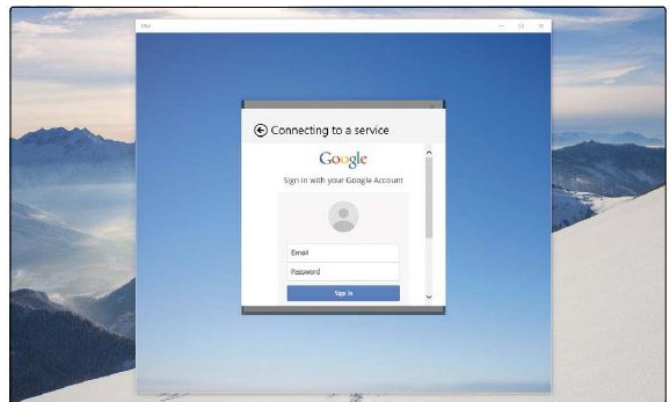 Mail
Connecting to a service
Google
Sign in with your Google Account
Email
Password
Sign in